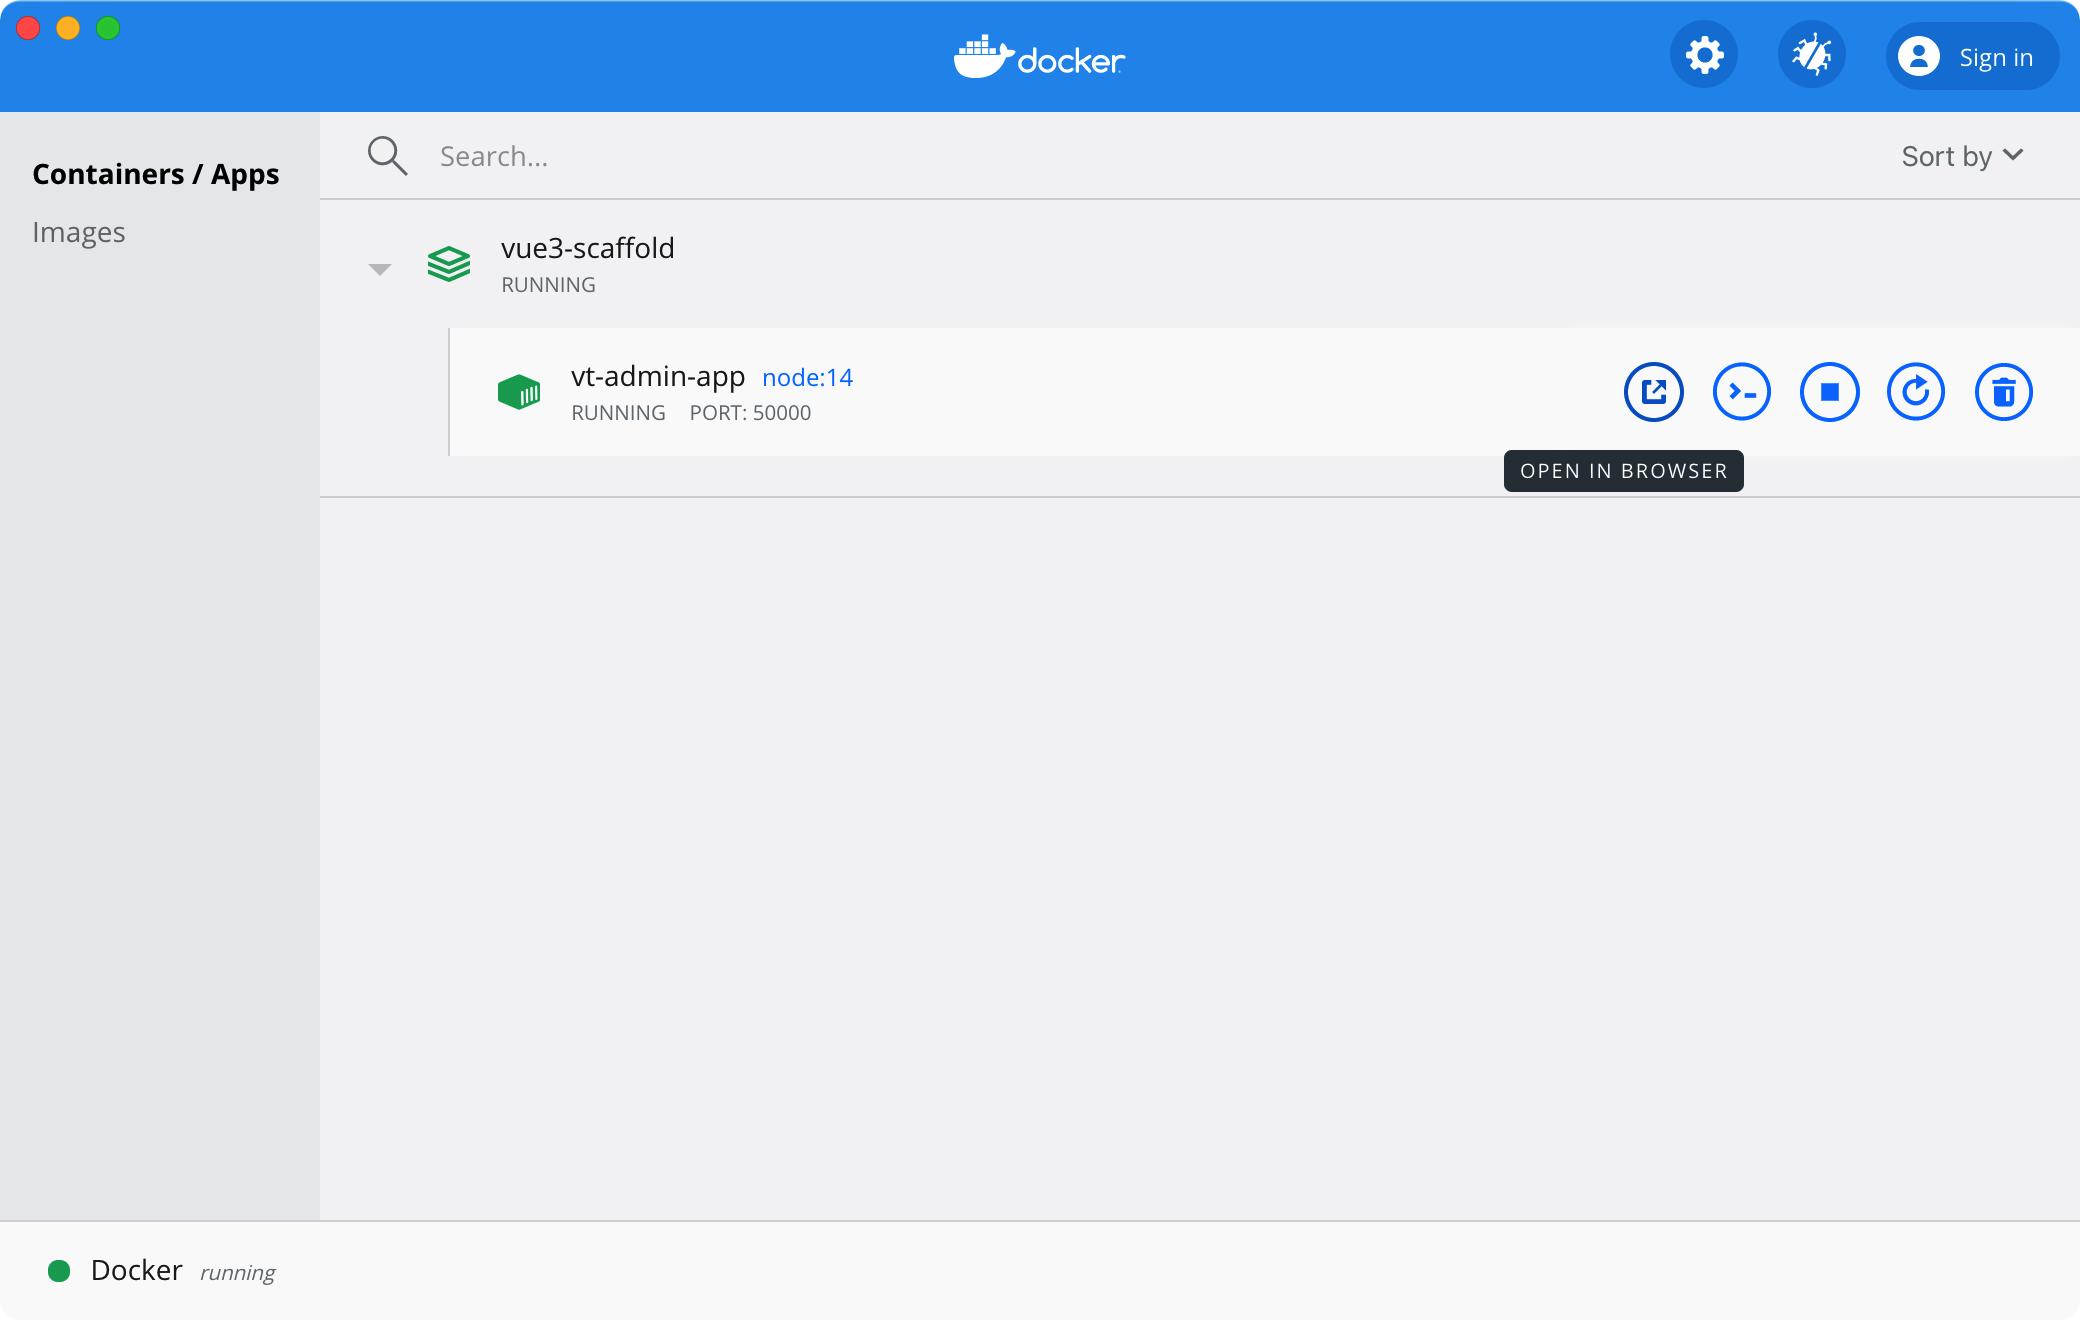 docker
Sign in
Containers / Apps
Images
Search...
Sort by
vue3-scaffold
RUNNING
vt-admin-app node:14
RUNNING PORT: 50000
OPEN IN BROWSER
Docker running